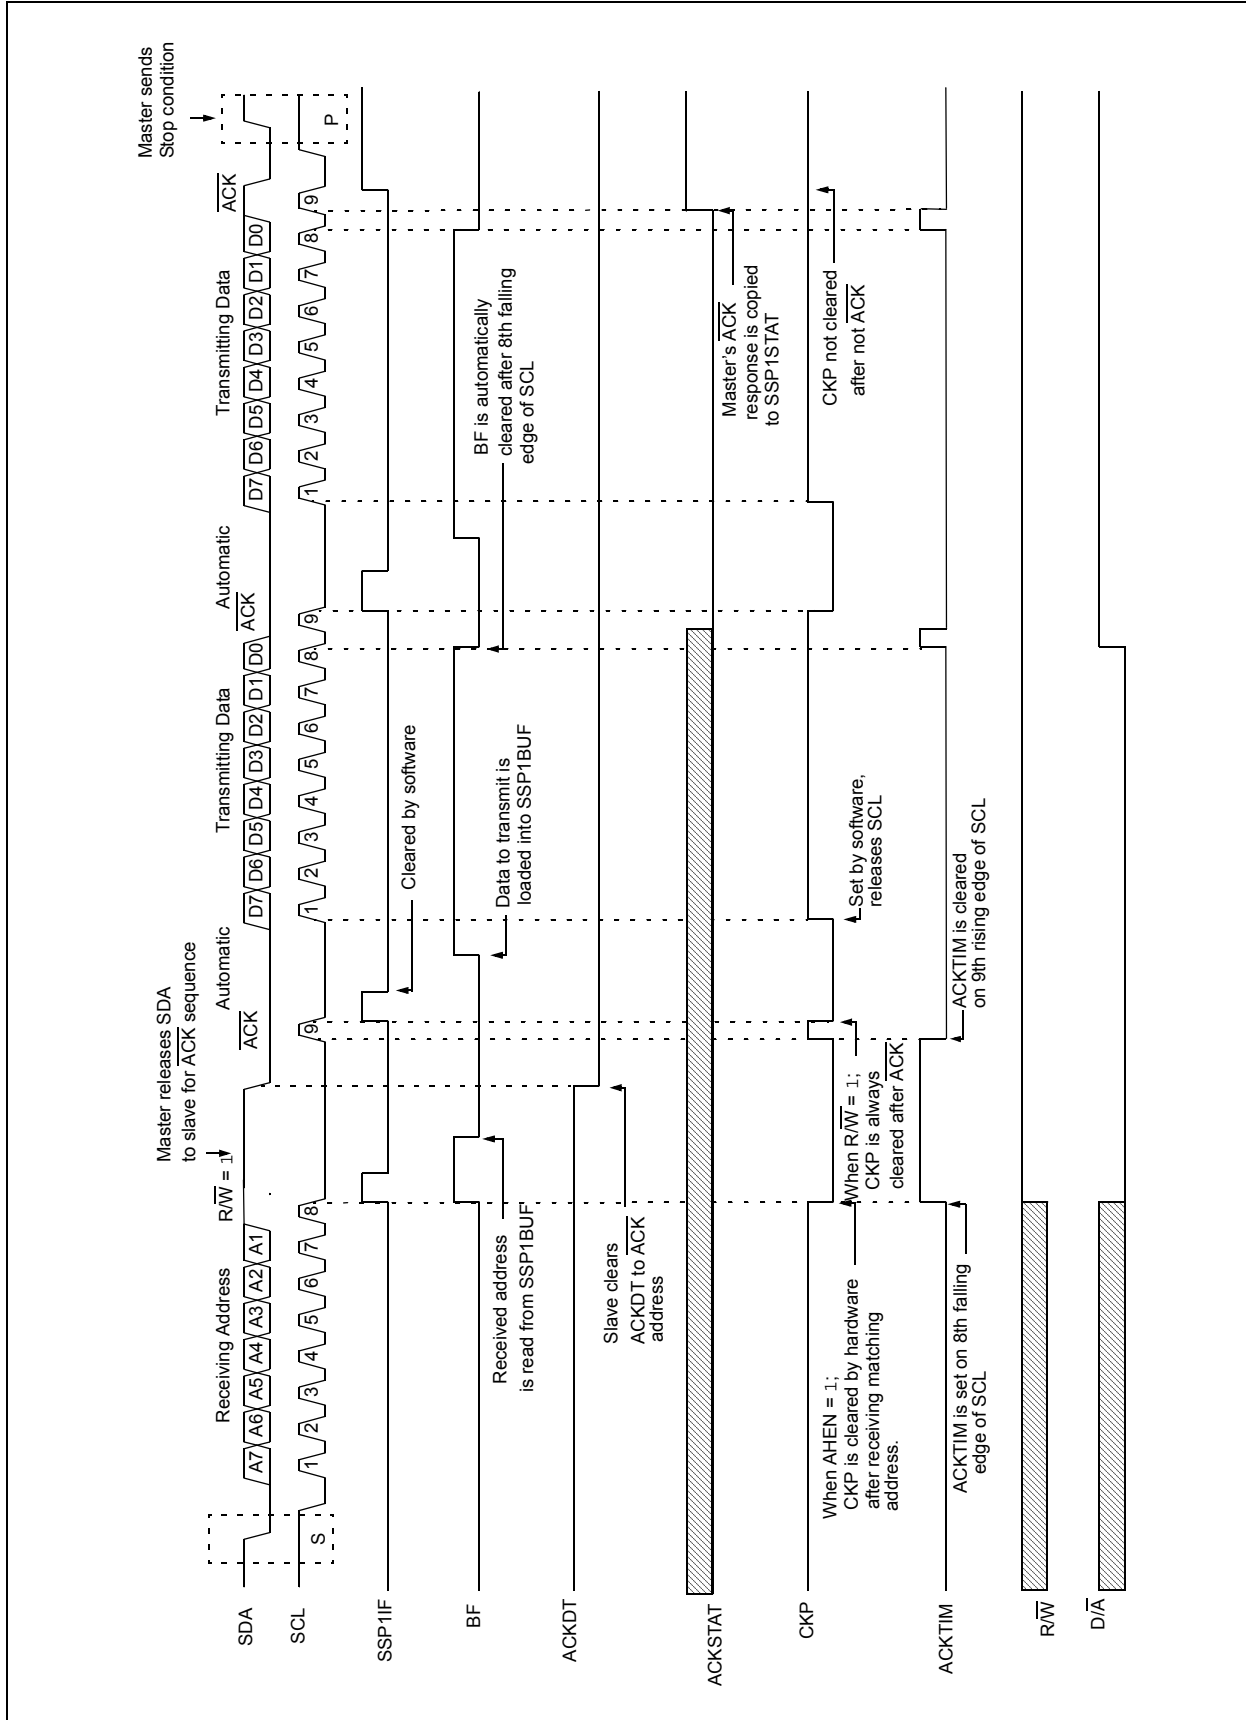 Master sends
Stop condition
Master releases SDA
to slave for ACK sequence
Receiving Address
R/W = 1
ACK
Automatic
Transmitting Data
ACK
Automatic
Transmitting Data
ACK
SDA
A7 A6 A5 A4 A3 A2 A1
D7 D6 D5 D4 D3 D2 D1 D0
D7 D6 D5 D4 D3 D2 D1 D0
SCL
S
1 2 3 4 5 6 7 8 9
1 2 3 4 5 6 7 8 9
1 2 3 4 5 6 7 8 9
P
SSP1IF
Cleared by software
BF
Received address
is read from SSP1BUF
Data to transmit is
loaded into SSP1BUF
BF is automatically
cleared after 8th falling
edge of SCL
ACKDT
Slave clears
ACKDT to ACK
address
ACKSTAT
Master's ACK
response is copied
to SSP1STAT
CKP
When AHEN = 1;
CKP is cleared by hardware
after receiving matching
address.
When R/W = 1;
CKP is always
cleared after ACK
Set by software,
releases SCL
CKP not cleared
after not ACK
ACKTIM
ACKTIM is set on 8th falling
edge of SCL
ACKTIM is cleared
on 9th rising edge of SCL
R/W
D/A